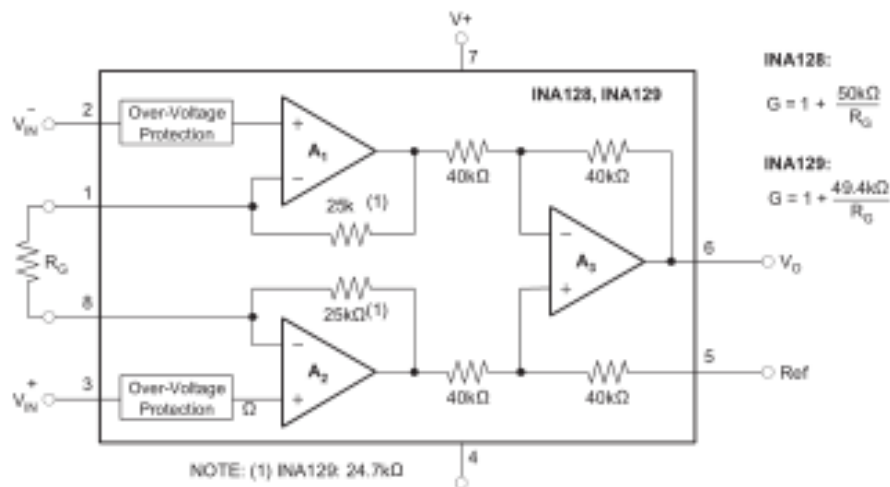 V+
7
INA128, INA129
INA128:
G = 1 + 50kΩ
R_G
INA129:
G = 1 + 49.4kΩ
R_G
V_IN^-
2
Over-Voltage
Protection
+
A1
−
40kΩ
40kΩ
1
25k (1)
R_G
−
A3
+
6
V_O
8
25kΩ(1)
−
A2
+
5
Ref
V_IN^+
3
Over-Voltage
Protection
Ω
40kΩ
40kΩ
4
NOTE: (1) INA129: 24.7kΩ